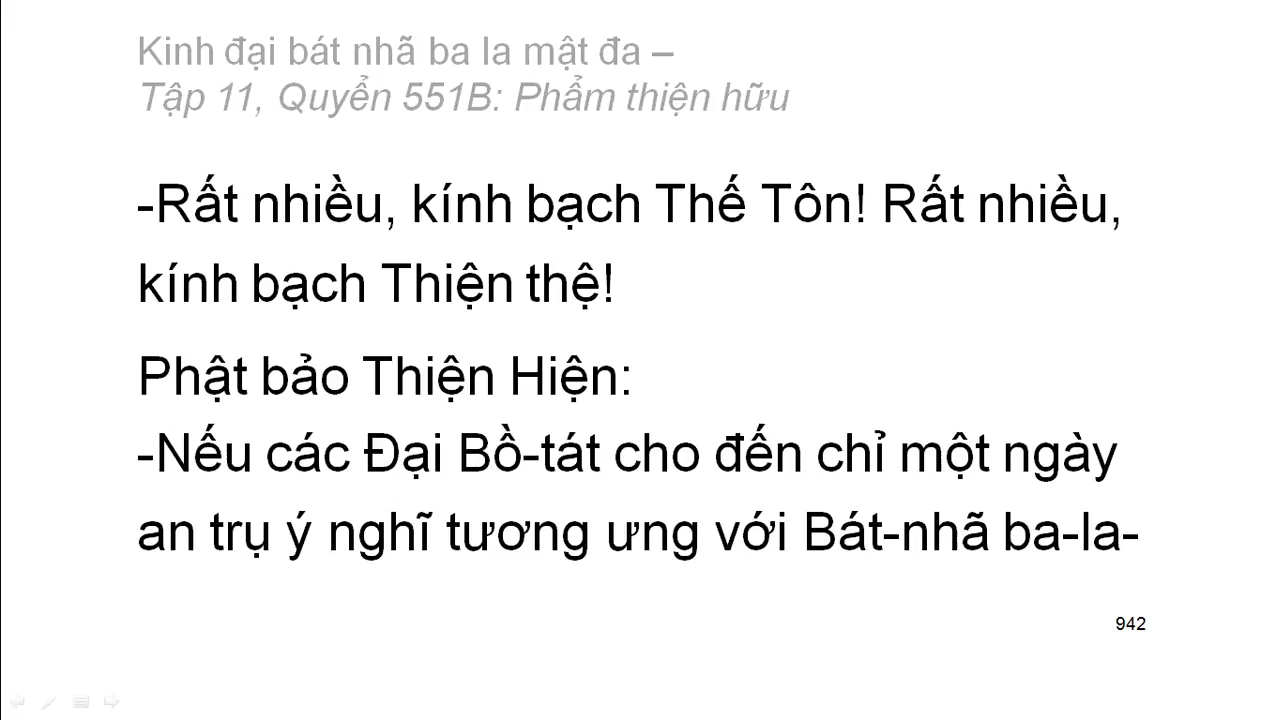 Kinh đại bát nhã ba la mật đa –
Tập 11, Quyển 551B: Phẩm thiện hữu
-Rất nhiều, kính bạch Thế Tôn! Rất nhiều,
kính bạch Thiện thệ!
Phật bảo Thiện Hiện:
-Nếu các Đại Bồ-tát cho đến chỉ một ngày
an trụ ý nghĩ tương ưng với Bát-nhã ba-la-
942